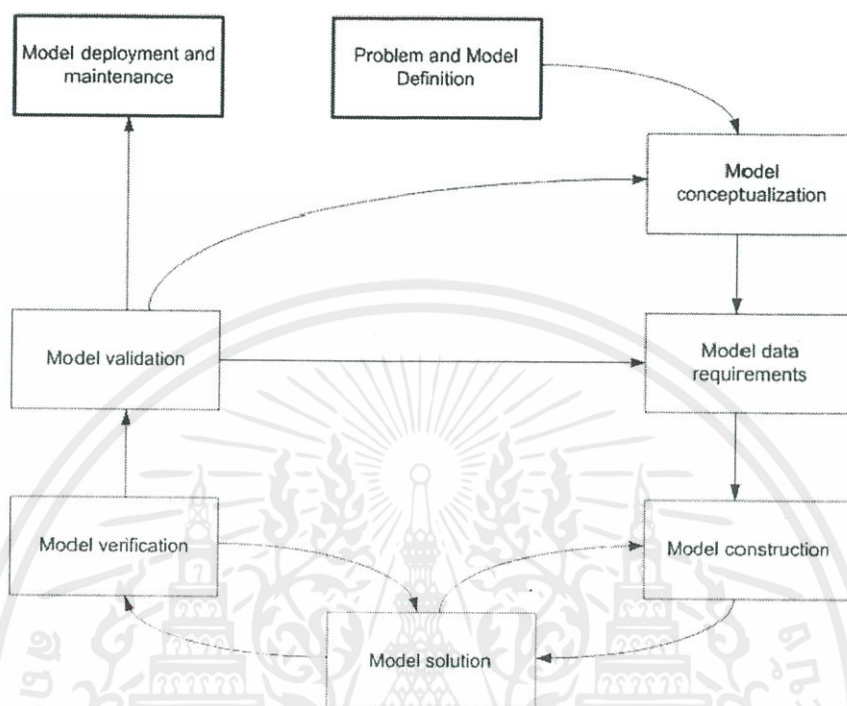 Model deployment and
maintenance
Problem and Model
Definition
Model
conceptualization
Model validation
Model data
requirements
Model verification
Model construction
Model solution